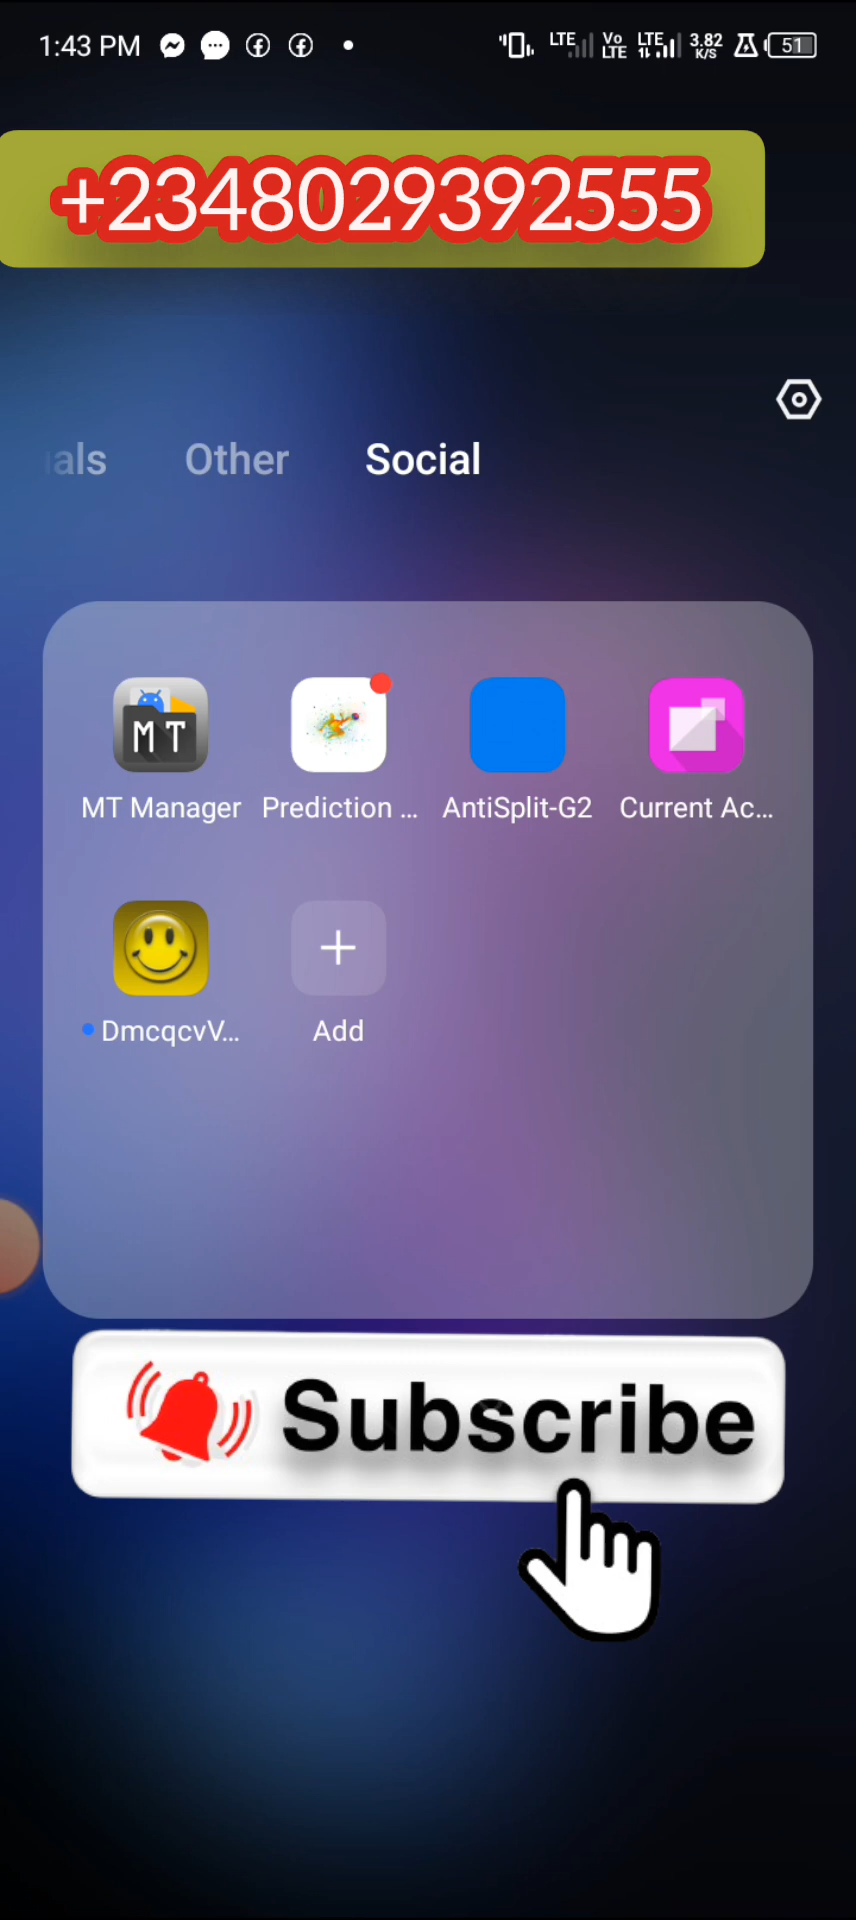 1:43 PM LTE Vo LTE LTE 3.82 K/S 51
+2348029392555
als Other Social
MT
MT Manager Prediction ... AntiSplit-G2 Current Ac...
DmcqcvV... Add
Subscribe